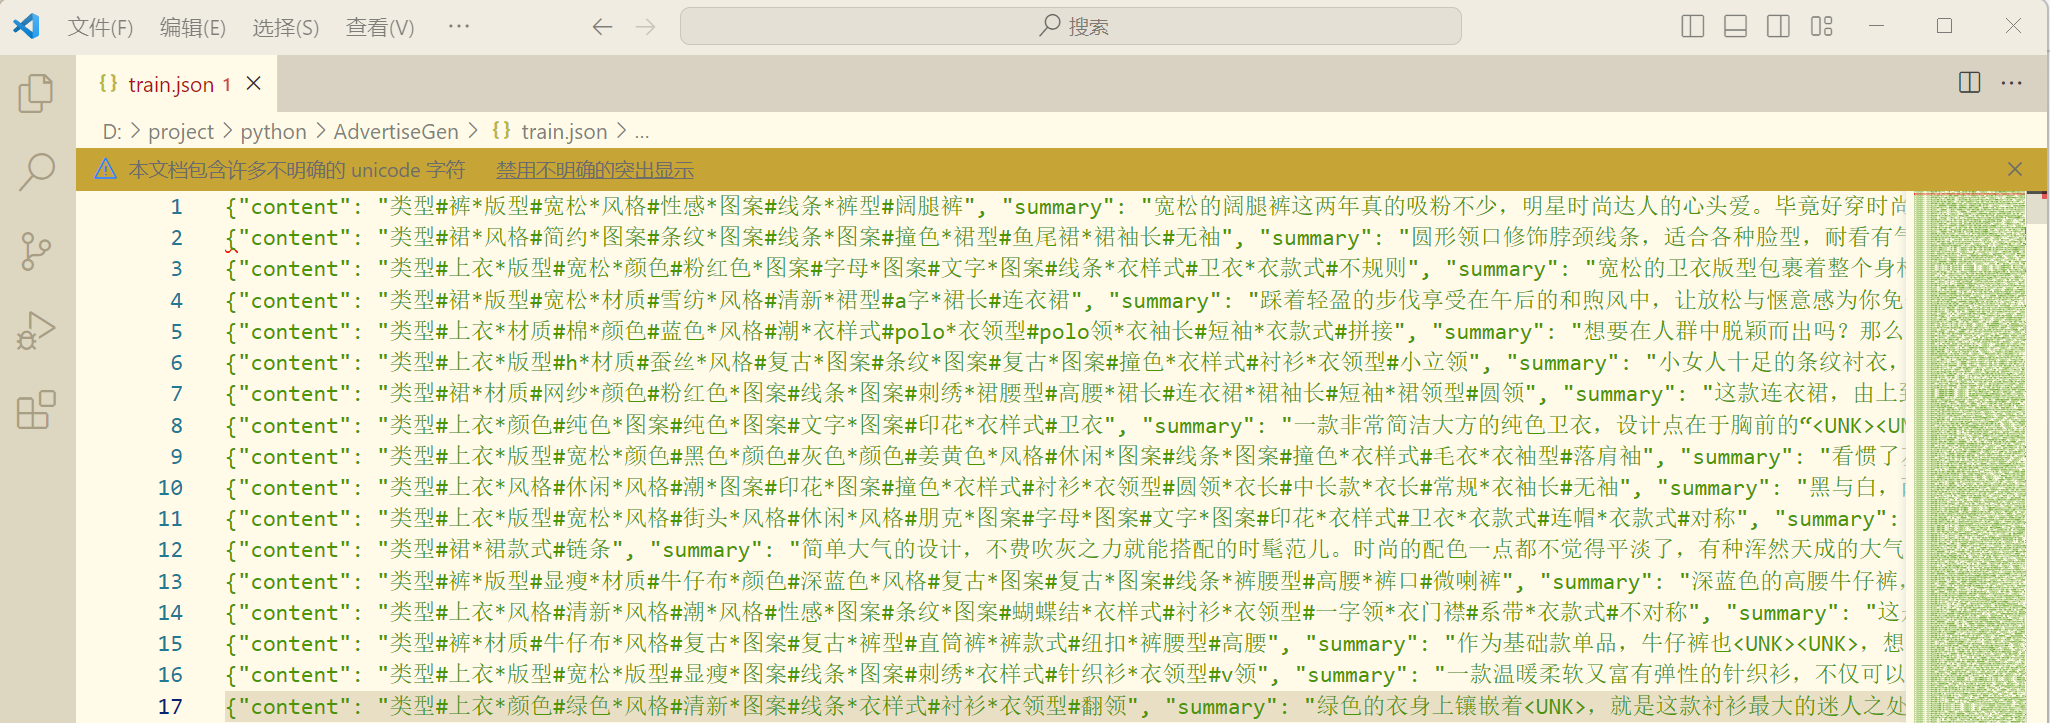 文件(F) 编辑(E) 选择(S) 查看(V) ··· 搜索
train.json 1
D: > project > python > AdvertiseGen > {} train.json > ...
本文档包含许多不明确的 unicode 字符 禁用不明确的突出显示
1 {"content": "类型#裤*版型#宽松*风格#性感*图案#线条*裤型#阔腿裤", "summary": "宽松的阔腿裤这两年真的吸粉不少，明星时尚达人的心头爱。毕竟好穿时尚
2 {"content": "类型#裙*风格#简约*图案#条纹*图案#线条*图案#撞色*裙型#鱼尾裙*裙袖长#无袖", "summary": "圆形领口修饰脖颈线条，适合各种脸型，耐看有气
3 {"content": "类型#上衣*版型#宽松*颜色#粉红色*图案#字母*图案#文字*图案#线条*衣样式#卫衣*衣款式#不规则", "summary": "宽松的卫衣版型包裹着整个身材
4 {"content": "类型#裙*版型#宽松*材质#雪纺*风格#清新*裙型#a字*裙长#连衣裙", "summary": "踩着轻盈的步伐享受在午后的和煦风中，让放松与惬意感为你免
5 {"content": "类型#上衣*材质#棉*颜色#蓝色*风格#潮*衣样式#polo*衣领型#polo领*衣袖长#短袖*衣款式#拼接", "summary": "想要在人群中脱颖而出吗？那么
6 {"content": "类型#上衣*版型#h*材质#蚕丝*风格#复古*图案#条纹*图案#复古*图案#撞色*衣样式#衬衫*衣领型#小立领", "summary": "小女人十足的条纹衬衣，
7 {"content": "类型#裙*材质#网纱*颜色#粉红色*图案#线条*图案#刺绣*裙腰型#高腰*裙长#连衣裙*裙袖长#短袖*裙领型#圆领", "summary": "这款连衣裙，由上到
8 {"content": "类型#上衣*颜色#纯色*图案#纯色*图案#文字*图案#印花*衣样式#卫衣", "summary": "一款非常简洁大方的纯色卫衣，设计点在于胸前的“<UNK><UN
9 {"content": "类型#上衣*版型#宽松*颜色#黑色*颜色#灰色*颜色#姜黄色*风格#休闲*图案#线条*图案#撞色*衣样式#毛衣*衣袖型#落肩袖", "summary": "看惯了
10 {"content": "类型#上衣*风格#休闲*风格#潮*图案#印花*图案#撞色*衣样式#衬衫*衣领型#圆领*衣长#中长款*衣长#常规*衣袖长#无袖", "summary": "黑与白，
11 {"content": "类型#上衣*版型#宽松*风格#街头*风格#休闲*风格#朋克*图案#字母*图案#文字*图案#印花*衣样式#卫衣*衣款式#连帽*衣款式#对称", "summary":
12 {"content": "类型#裙*裙款式#链条", "summary": "简单大气的设计，不费吹灰之力就能搭配的时髦范儿。时尚的配色一点都不觉得平淡了，有种浑然天成的大气
13 {"content": "类型#裤*版型#显瘦*材质#牛仔布*颜色#深蓝色*风格#复古*图案#复古*图案#线条*裤腰型#高腰*裤口#微喇裤", "summary": "深蓝色的高腰牛仔裤，
14 {"content": "类型#上衣*风格#清新*风格#潮*风格#性感*图案#条纹*图案#蝴蝶结*衣样式#衬衫*衣领型#一字领*衣门襟#系带*衣款式#不对称", "summary": "这
15 {"content": "类型#裤*材质#牛仔布*风格#复古*图案#复古*裤型#直筒裤*裤款式#纽扣*裤腰型#高腰", "summary": "作为基础款单品，牛仔裤也<UNK><UNK>，想
16 {"content": "类型#上衣*版型#宽松*版型#显瘦*图案#线条*图案#刺绣*衣样式#针织衫*衣领型#v领", "summary": "一款温暖柔软又富有弹性的针织衫，不仅可以
17 {"content": "类型#上衣*颜色#绿色*风格#清新*图案#线条*衣样式#衬衫*衣领型#翻领", "summary": "绿色的衣身上镶嵌着<UNK>，就是这款衬衫最大的迷人之处